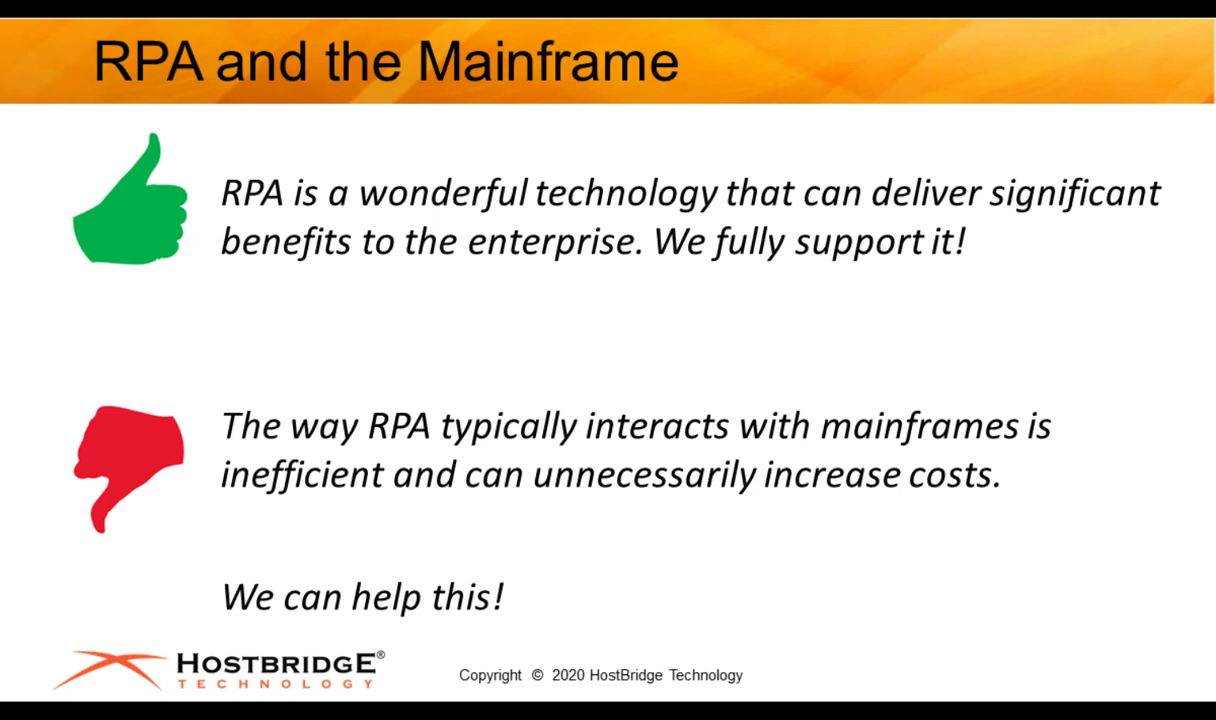 RPA and the Mainframe
RPA is a wonderful technology that can deliver significant
benefits to the enterprise. We fully support it!
The way RPA typically interacts with mainframes is
inefficient and can unnecessarily increase costs.
We can help this!
HOSTBRIDGE®
TECHNOLOGY
Copyright © 2020 HostBridge Technology